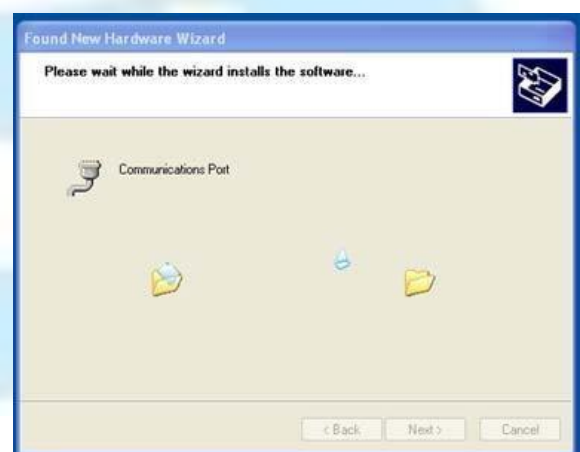 Found New Hardware Wizard
Please wait while the wizard installs the software...
Communications Port
< Back
Next >
Cancel